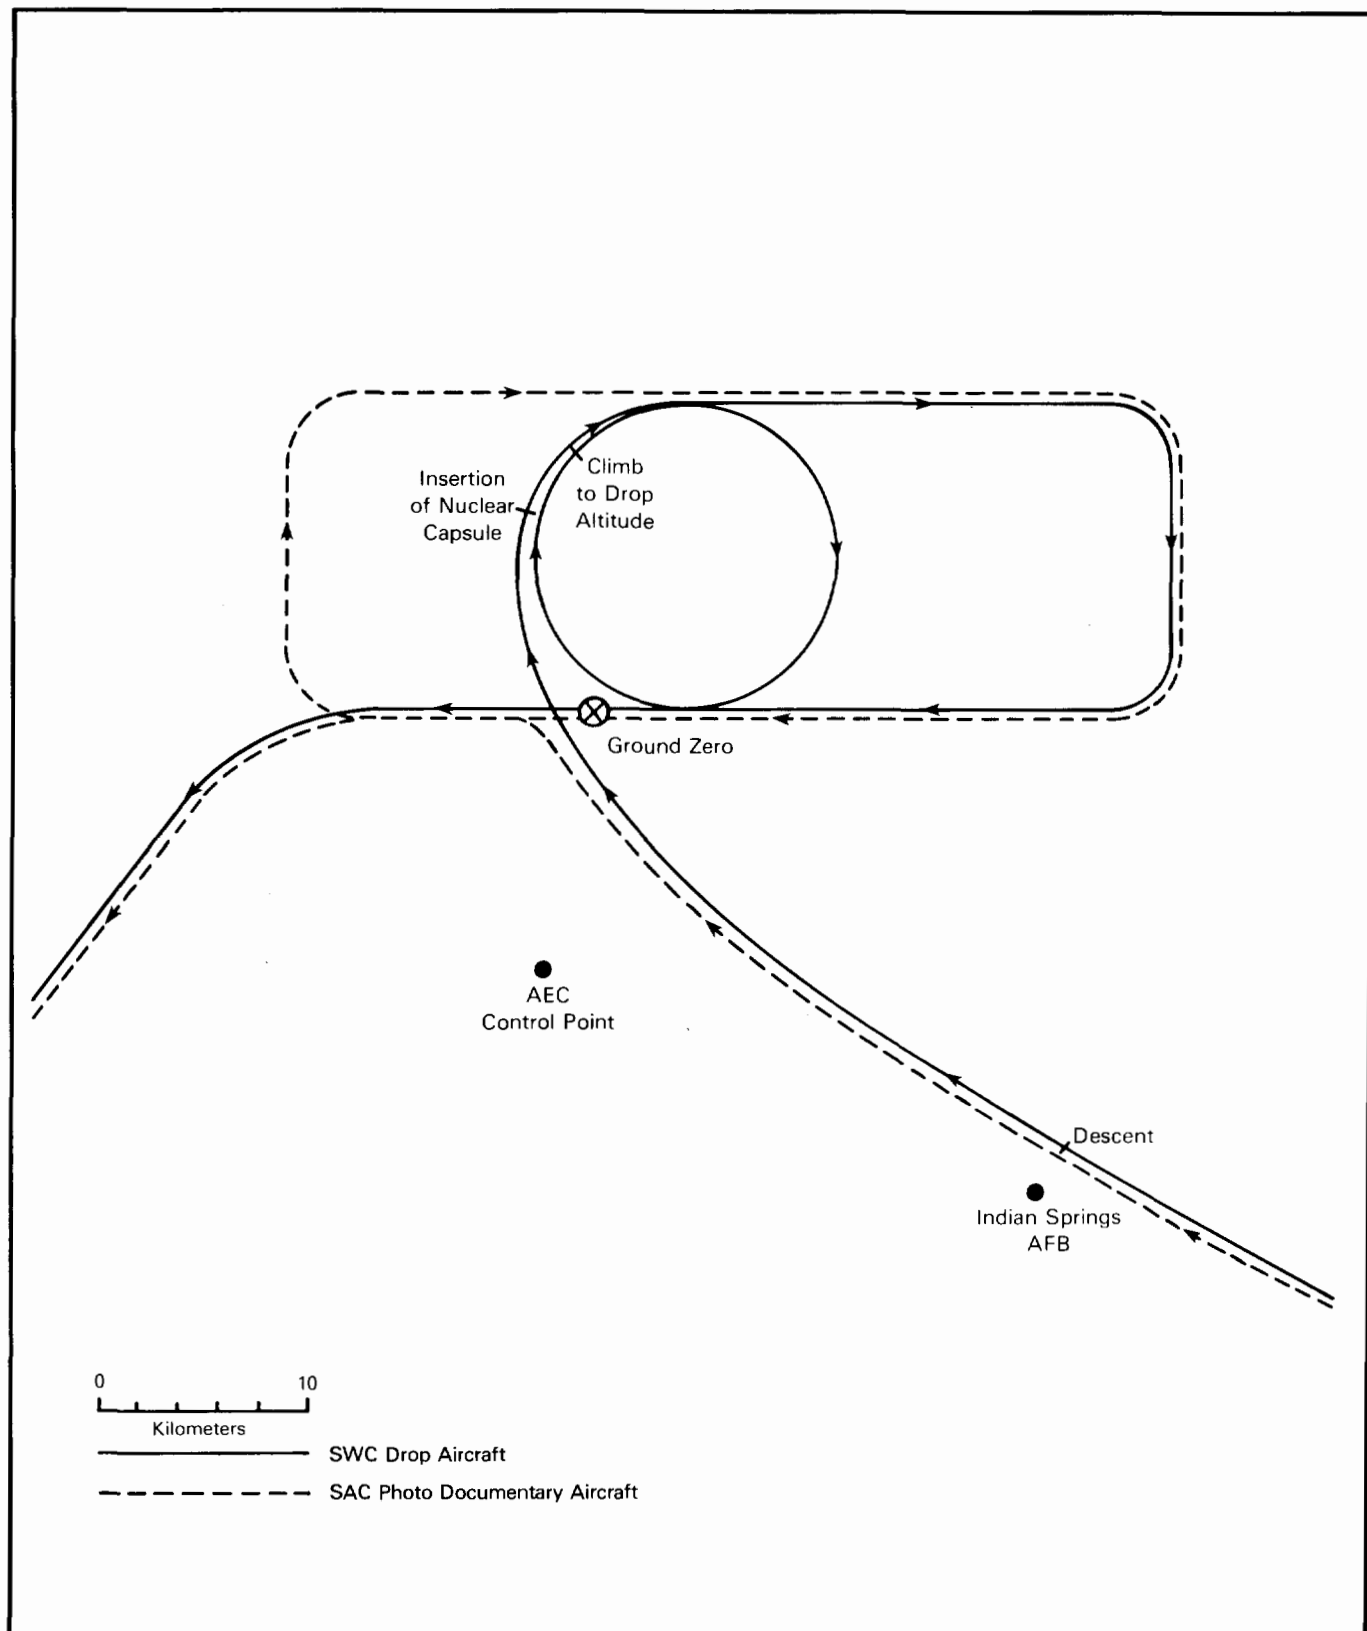 Insertion
of Nuclear
Capsule
Climb
to Drop
Altitude
Ground Zero
AEC
Control Point
Descent
Indian Springs
AFB
0 10
Kilometers
SWC Drop Aircraft
SAC Photo Documentary Aircraft